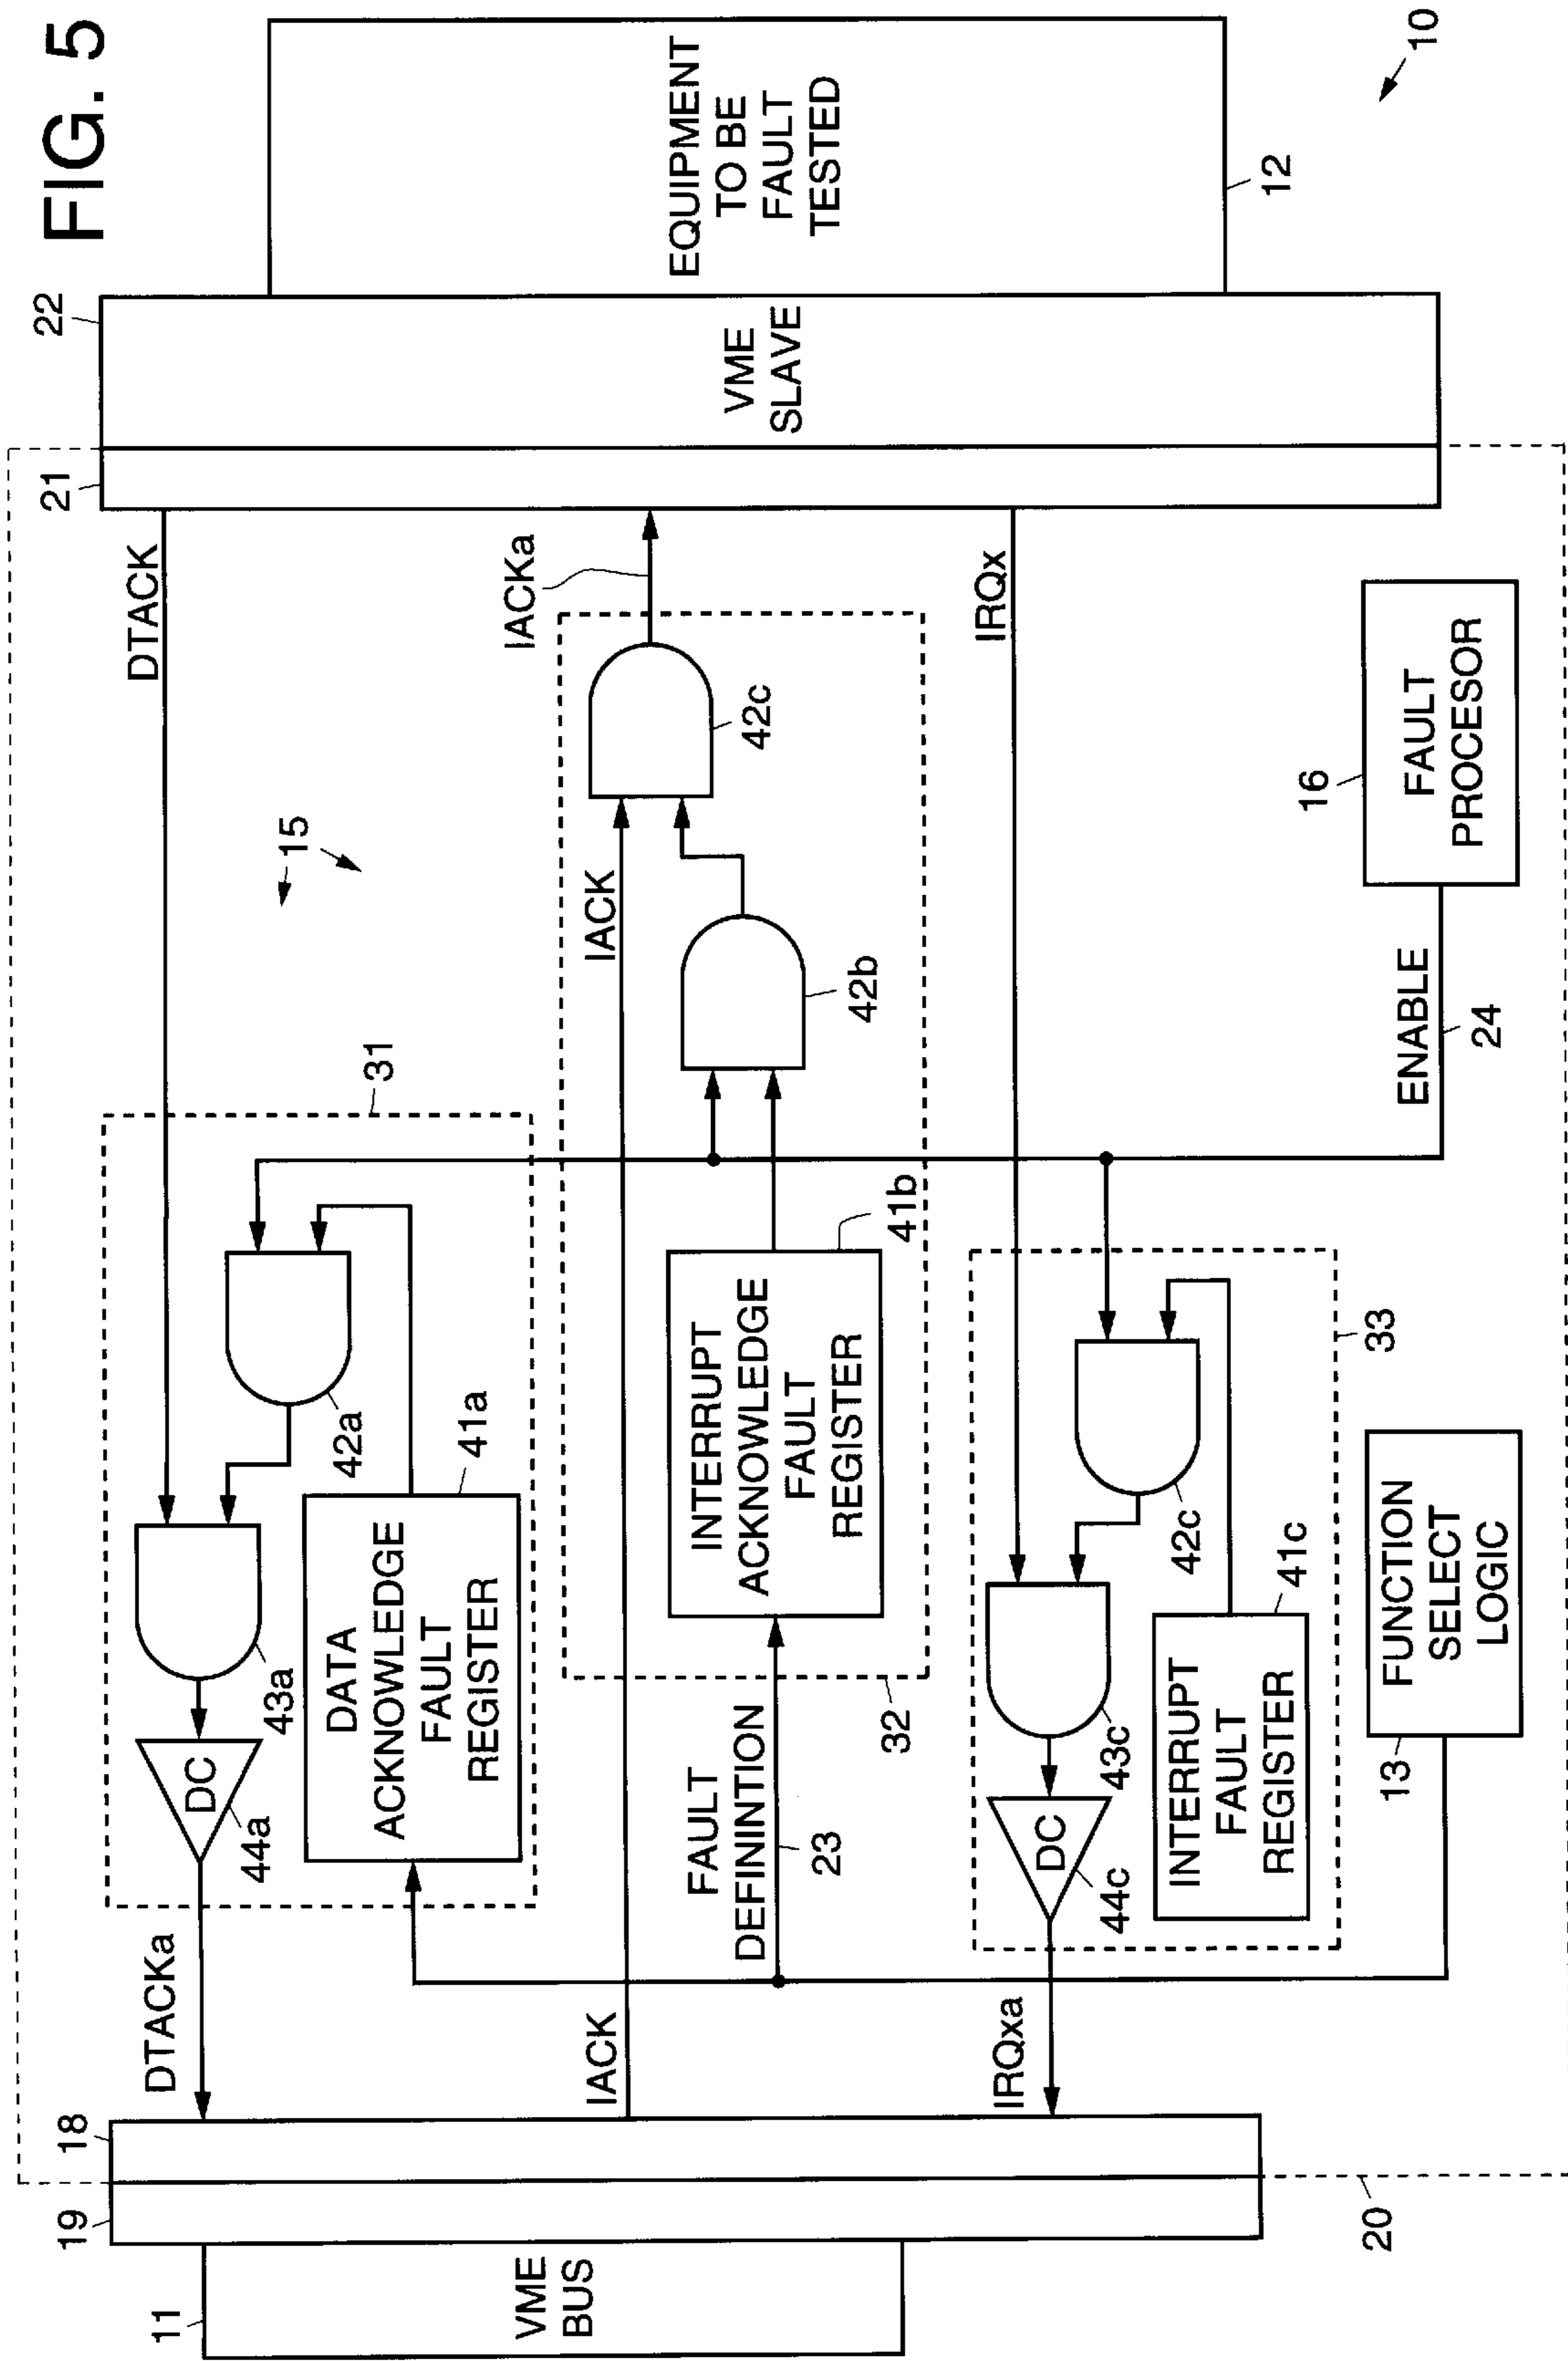 FIG. 5
10
11
VME
BUS
19
18
20
DTACKa
IACK
IRQxa
FAULT
DEFININTION
23
DC
44a
43a
DATA
ACKNOWLEDGE
FAULT
REGISTER
41a
42a
31
DTACK
15
32
INTERRUPT
ACKNOWLEDGE
FAULT
REGISTER
41b
42b
IACK
42c
IACKa
DC
44c
43c
INTERRUPT
FAULT
REGISTER
41c
42c
33
IRQx
13
FUNCTION
SELECT
LOGIC
ENABLE
24
16
FAULT
PROCESOR
21
22
VME
SLAVE
EQUIPMENT
TO BE
FAULT
TESTED
12